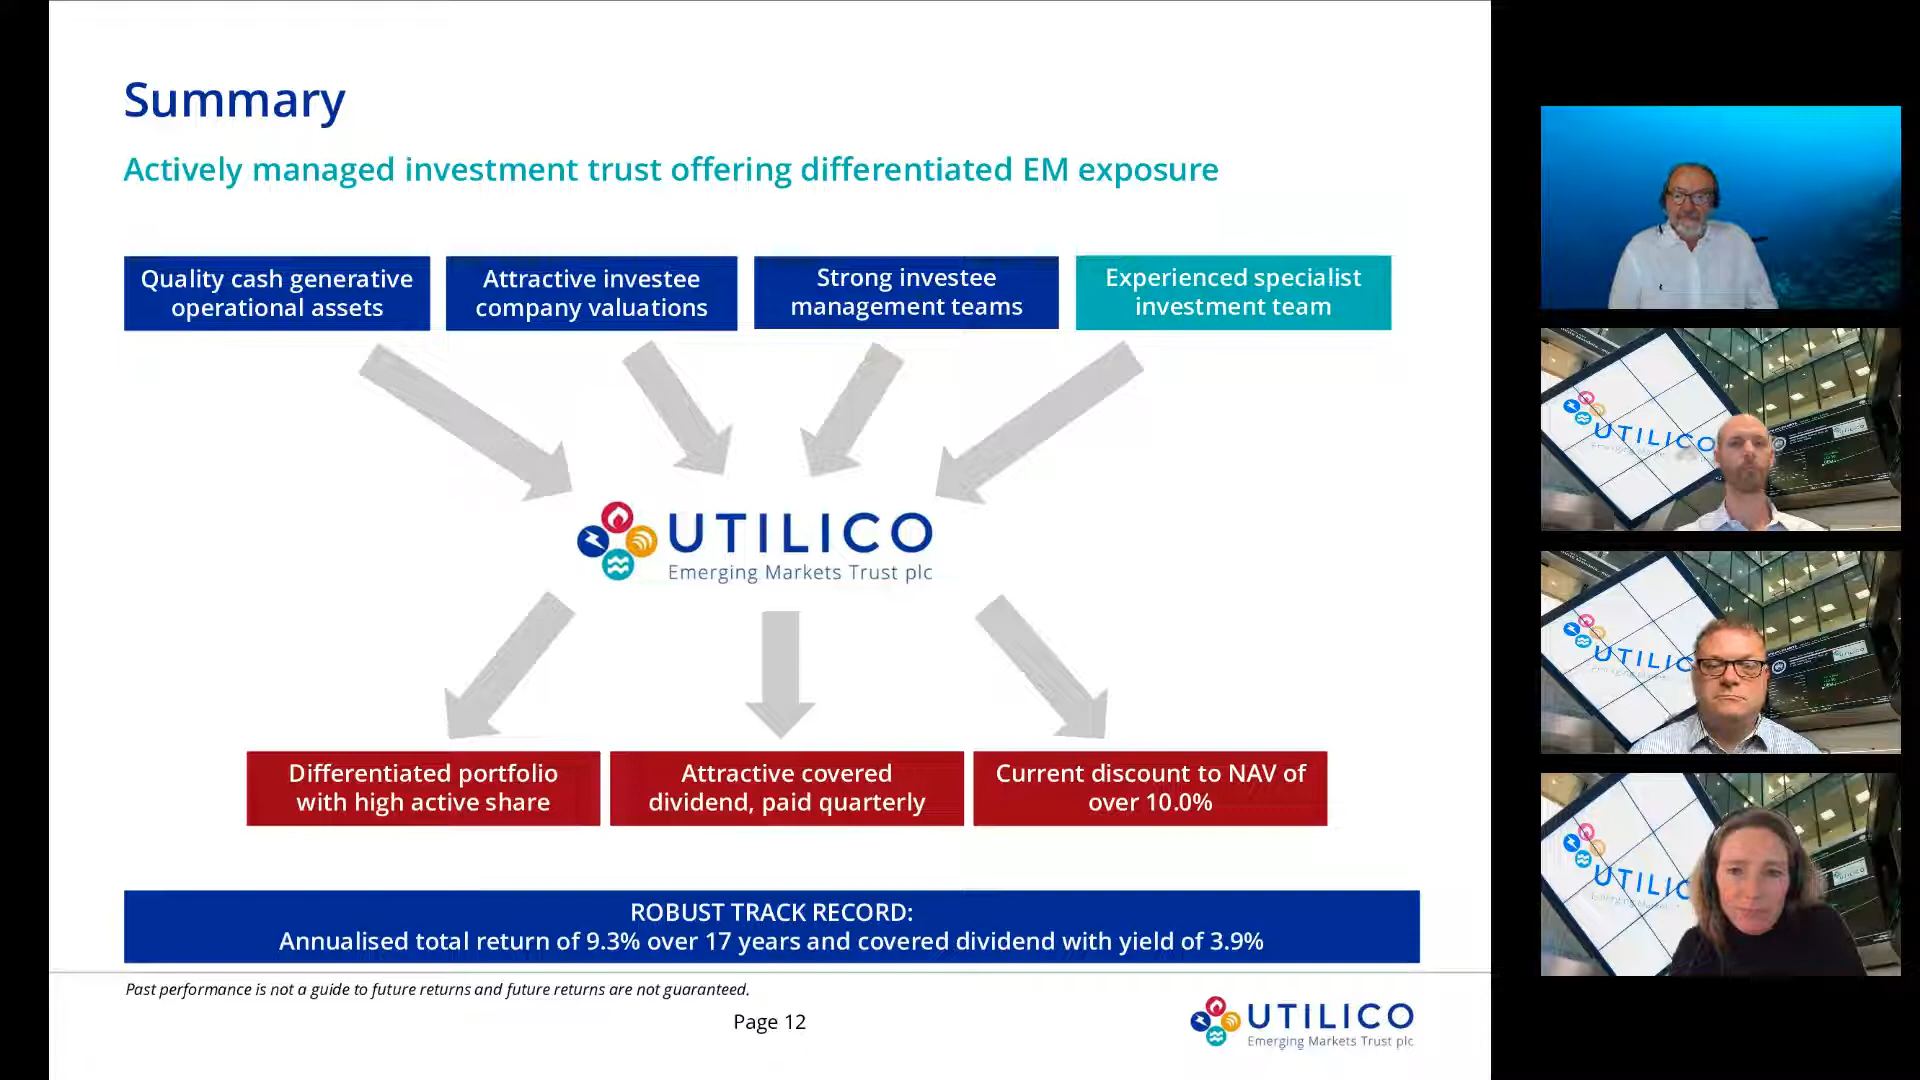 Summary
Actively managed investment trust offering differentiated EM exposure
Quality cash generative
operational assets
Attractive investee
company valuations
Strong investee
management teams
Experienced specialist
investment team
UTILICO
Emerging Markets Trust plc
Differentiated portfolio
with high active share
Attractive covered
dividend, paid quarterly
Current discount to NAV of
over 10.0%
ROBUST TRACK RECORD:
Annualised total return of 9.3% over 17 years and covered dividend with yield of 3.9%
Past performance is not a guide to future returns and future returns are not guaranteed.
Page 12
UTILICO
Emerging Markets Trust plc
UTILICO
UTILIC
UTILIC